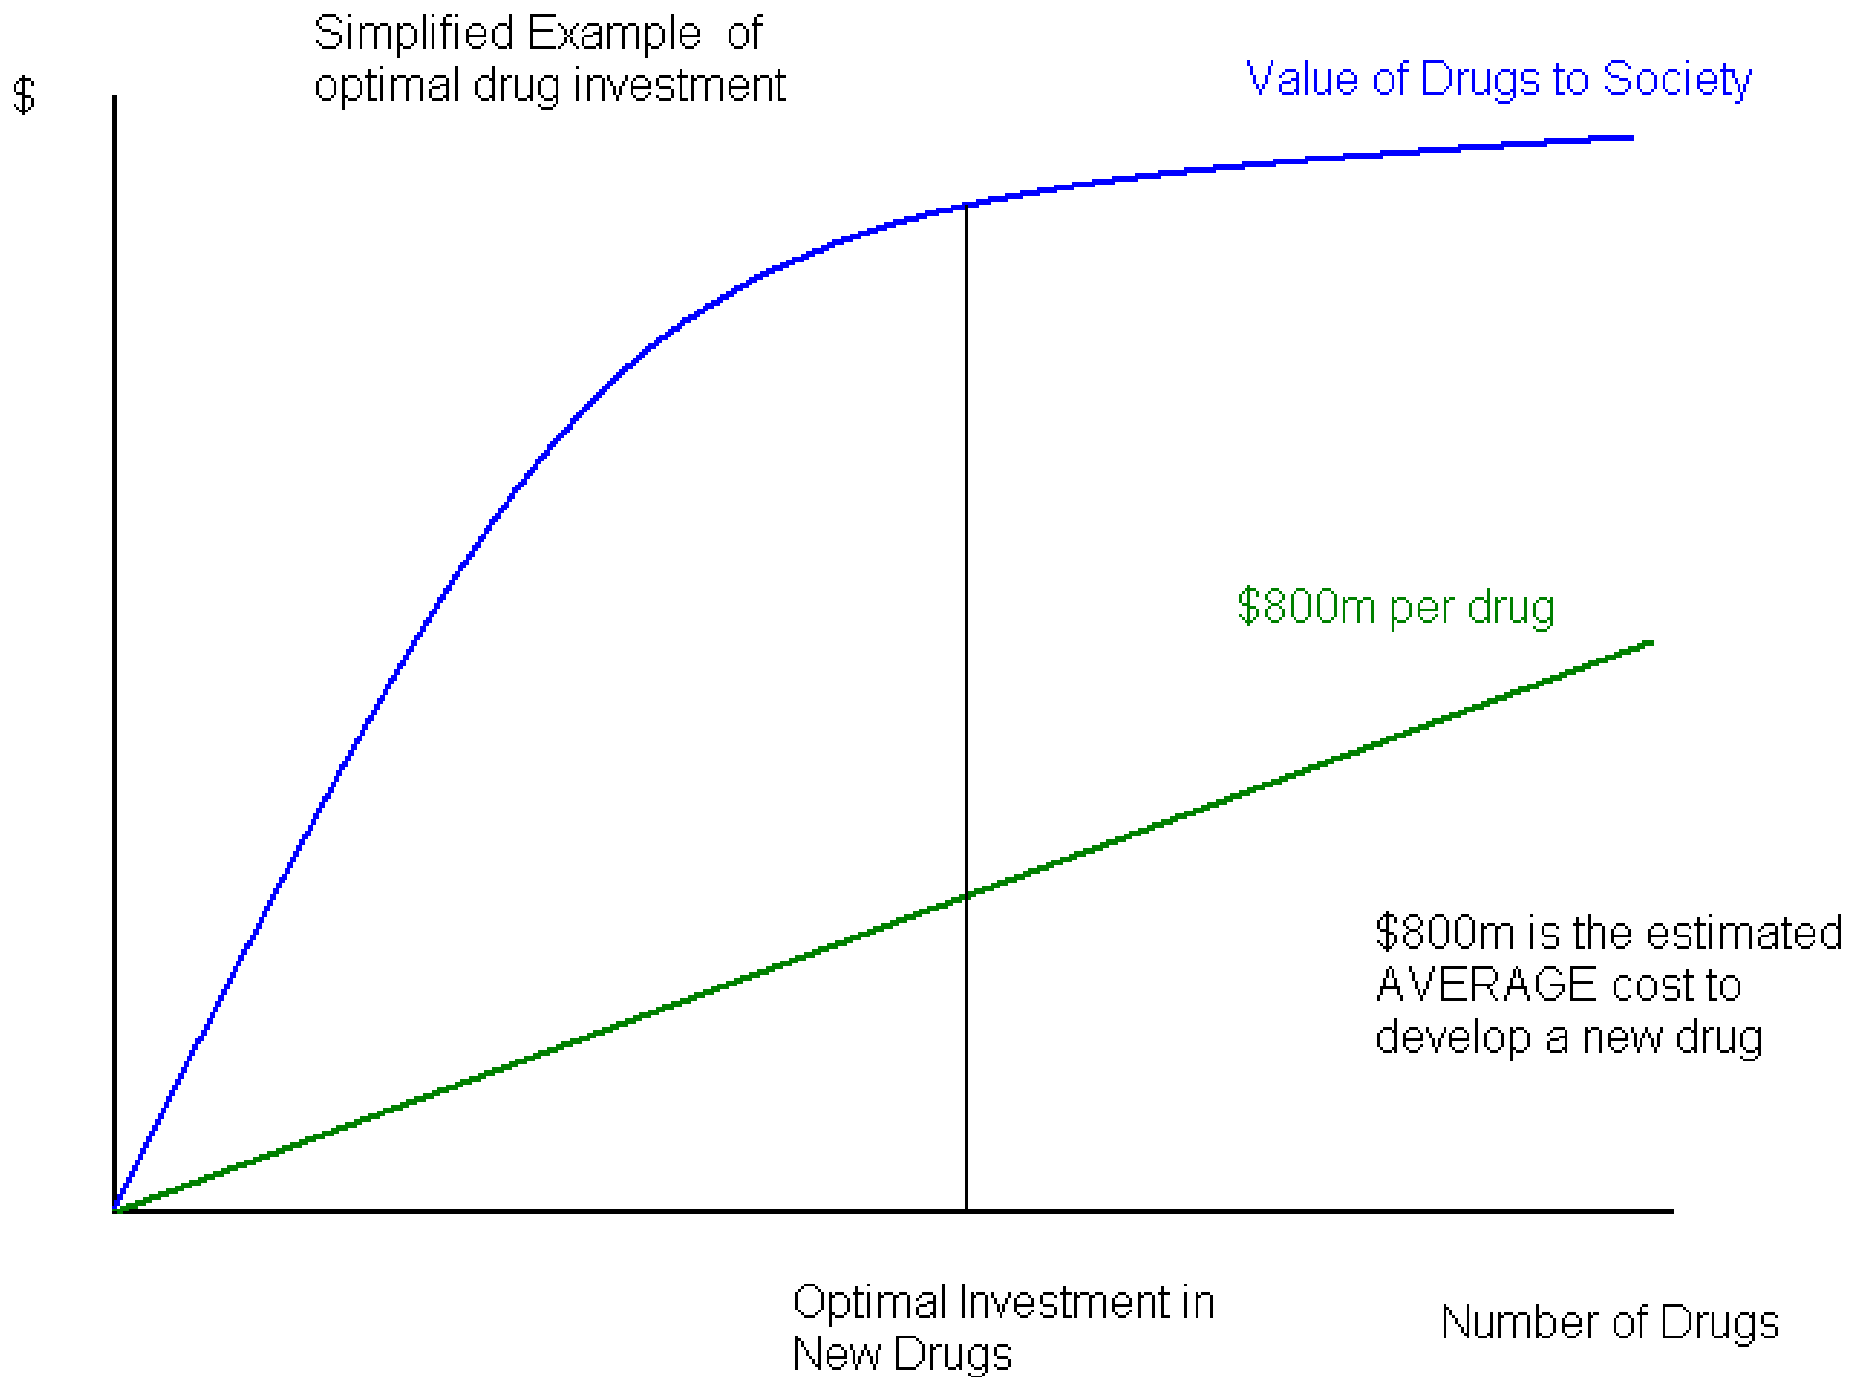 Simplified Example of
optimal drug investment
$
Value of Drugs to Society
$800m per drug
$800m is the estimated
AVERAGE cost to
develop a new drug
Optimal Investment in
New Drugs
Number of Drugs